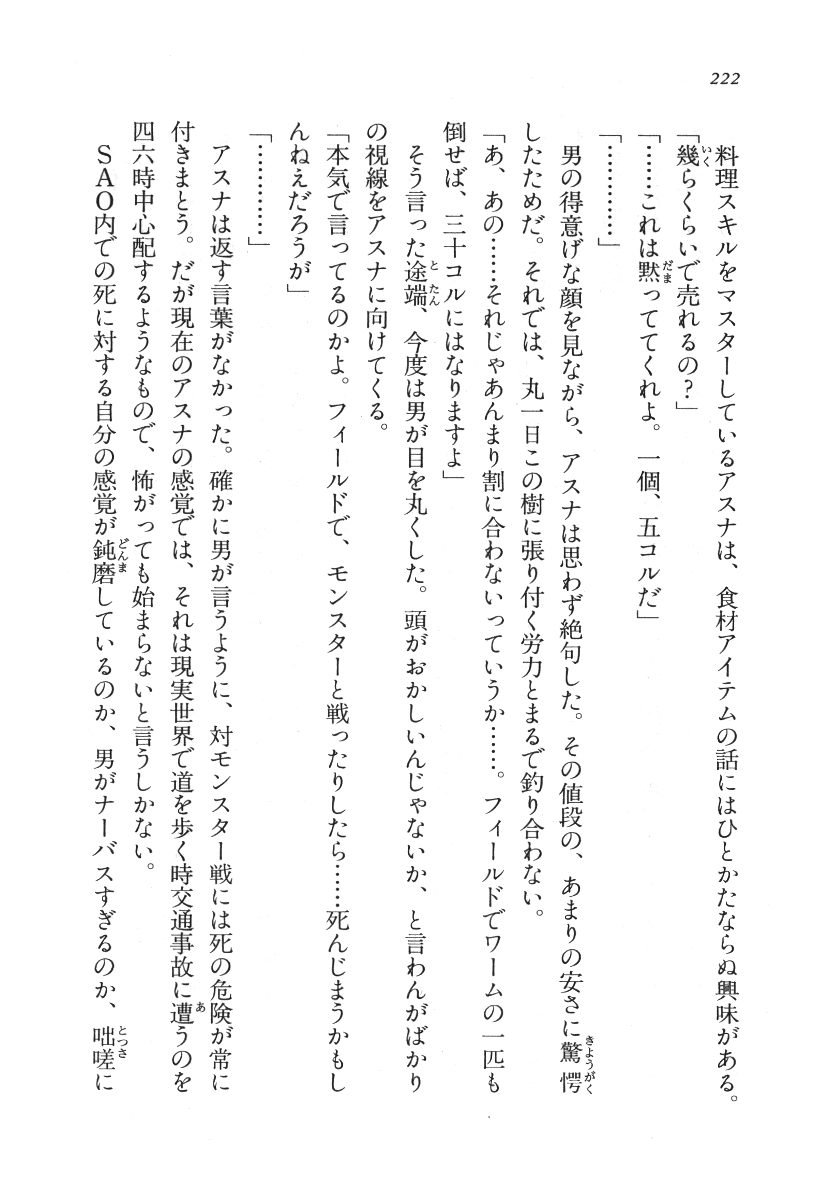 222
料理スキルをマスターしているアスナは、食材アイテムの話にはひとかたならぬ興味がある。
「幾らくらいで売れるの?」
「……これは黙っててくれよ。一個、五コルだ」
「…………」
男の得意げな顔を見ながら、アスナは思わず絶句した。その値段の、あまりの安さに驚愕
したためだ。それでは、丸一日この樹に張り付く労力とまるで釣り合わない。
「あ、あの……それじゃあんまり割に合わないっていうか……。フィールドでワームの一匹も
倒せば、三十コルにはなりますよ」
そう言った途端、今度は男が目を丸くした。頭がおかしいんじゃないか、と言わんがばかり
の視線をアスナに向けてくる。
「本気で言ってるのかよ。フィールドで、モンスターと戦ったりしたら……死んじまうかもし
んねえだろうが」
「…………」
アスナは返す言葉がなかった。確かに男が言うように、対モンスター戦には死の危険が常に
付きまとう。だが現在のアスナの感覚では、それは現実世界で道を歩く時交通事故に遭うのを
四六時中心配するようなもので、怖がっても始まらないと言うしかない。
SAO内での死に対する自分の感覚が鈍磨しているのか、男がナーバスすぎるのか、咄嗟に
いく
だま
きようがく
とたん
あ
どんま
とつさ